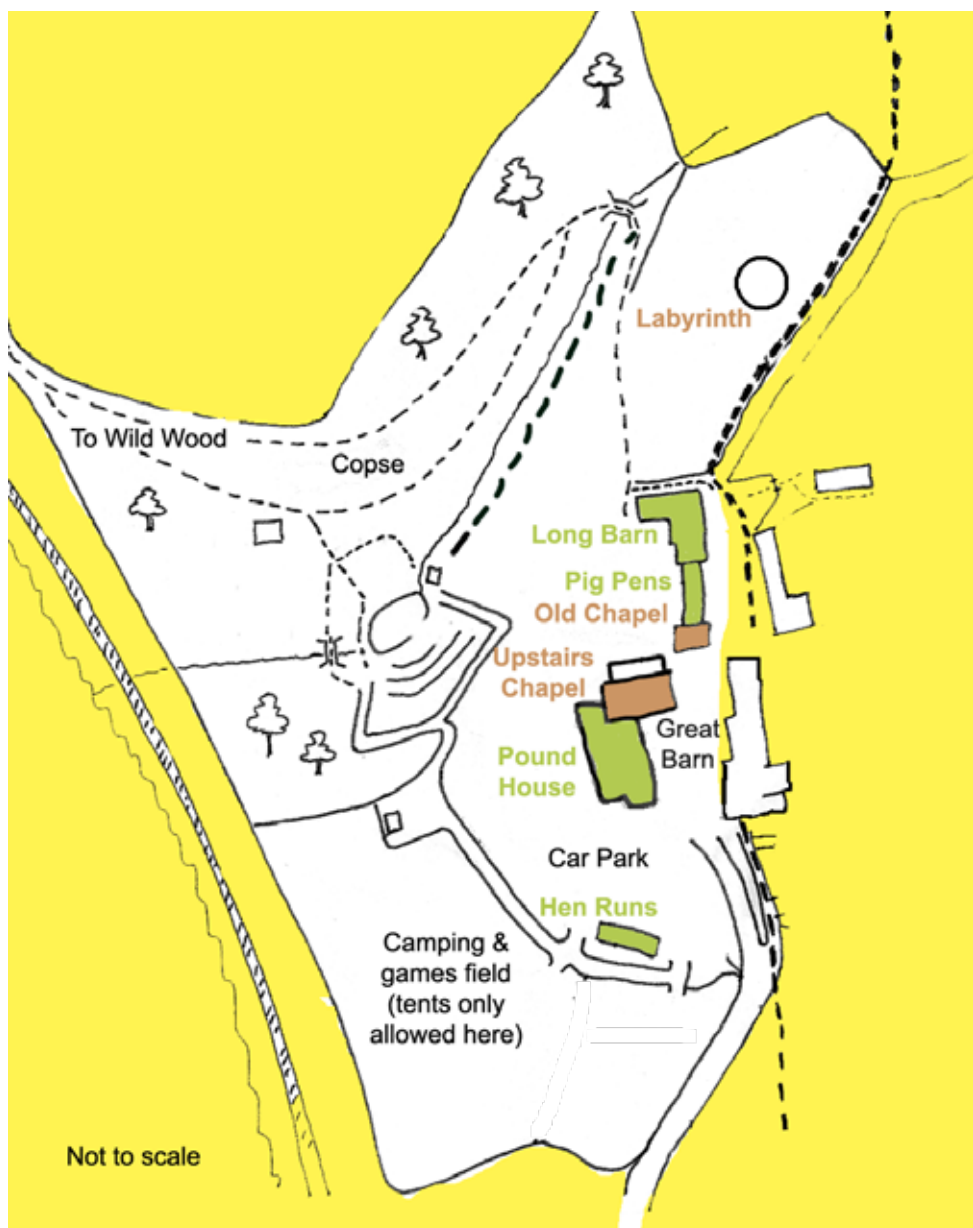 Labyrinth
To Wild Wood
Copse
Long Barn
Pig Pens
Old Chapel
Upstairs
Chapel
Great
Barn
Pound
House
Car Park
Hen Runs
Camping &
games field
(tents only
allowed here)
Not to scale